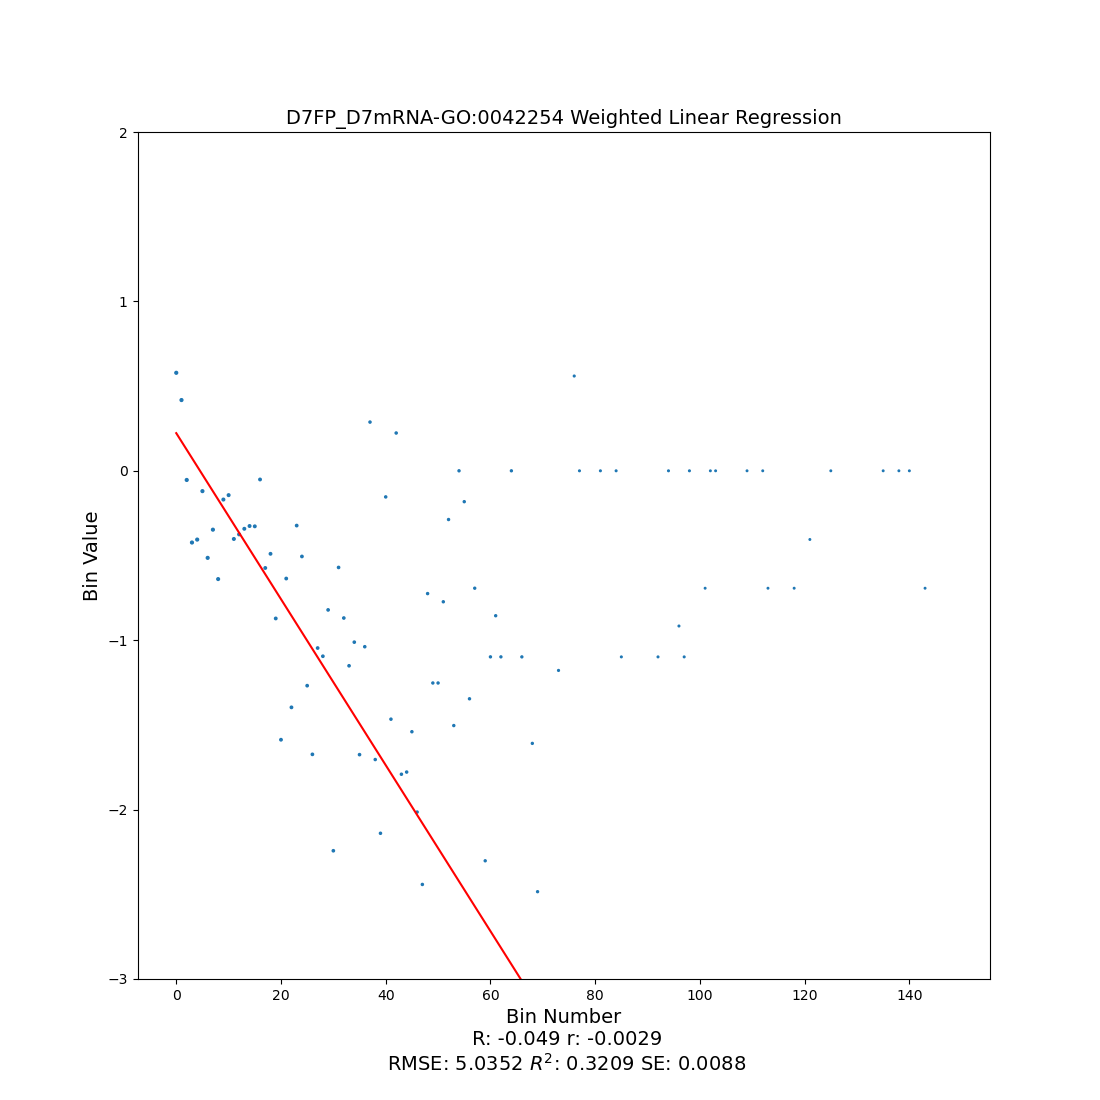 D7FP_D7mRNA-GO:0042254 Weighted Linear Regression
2
1
0
−1
−2
−3
Bin Value
0 20 40 60 80 100 120 140
Bin Number
R: -0.049 r: -0.0029
RMSE: 5.0352 R²: 0.3209 SE: 0.0088